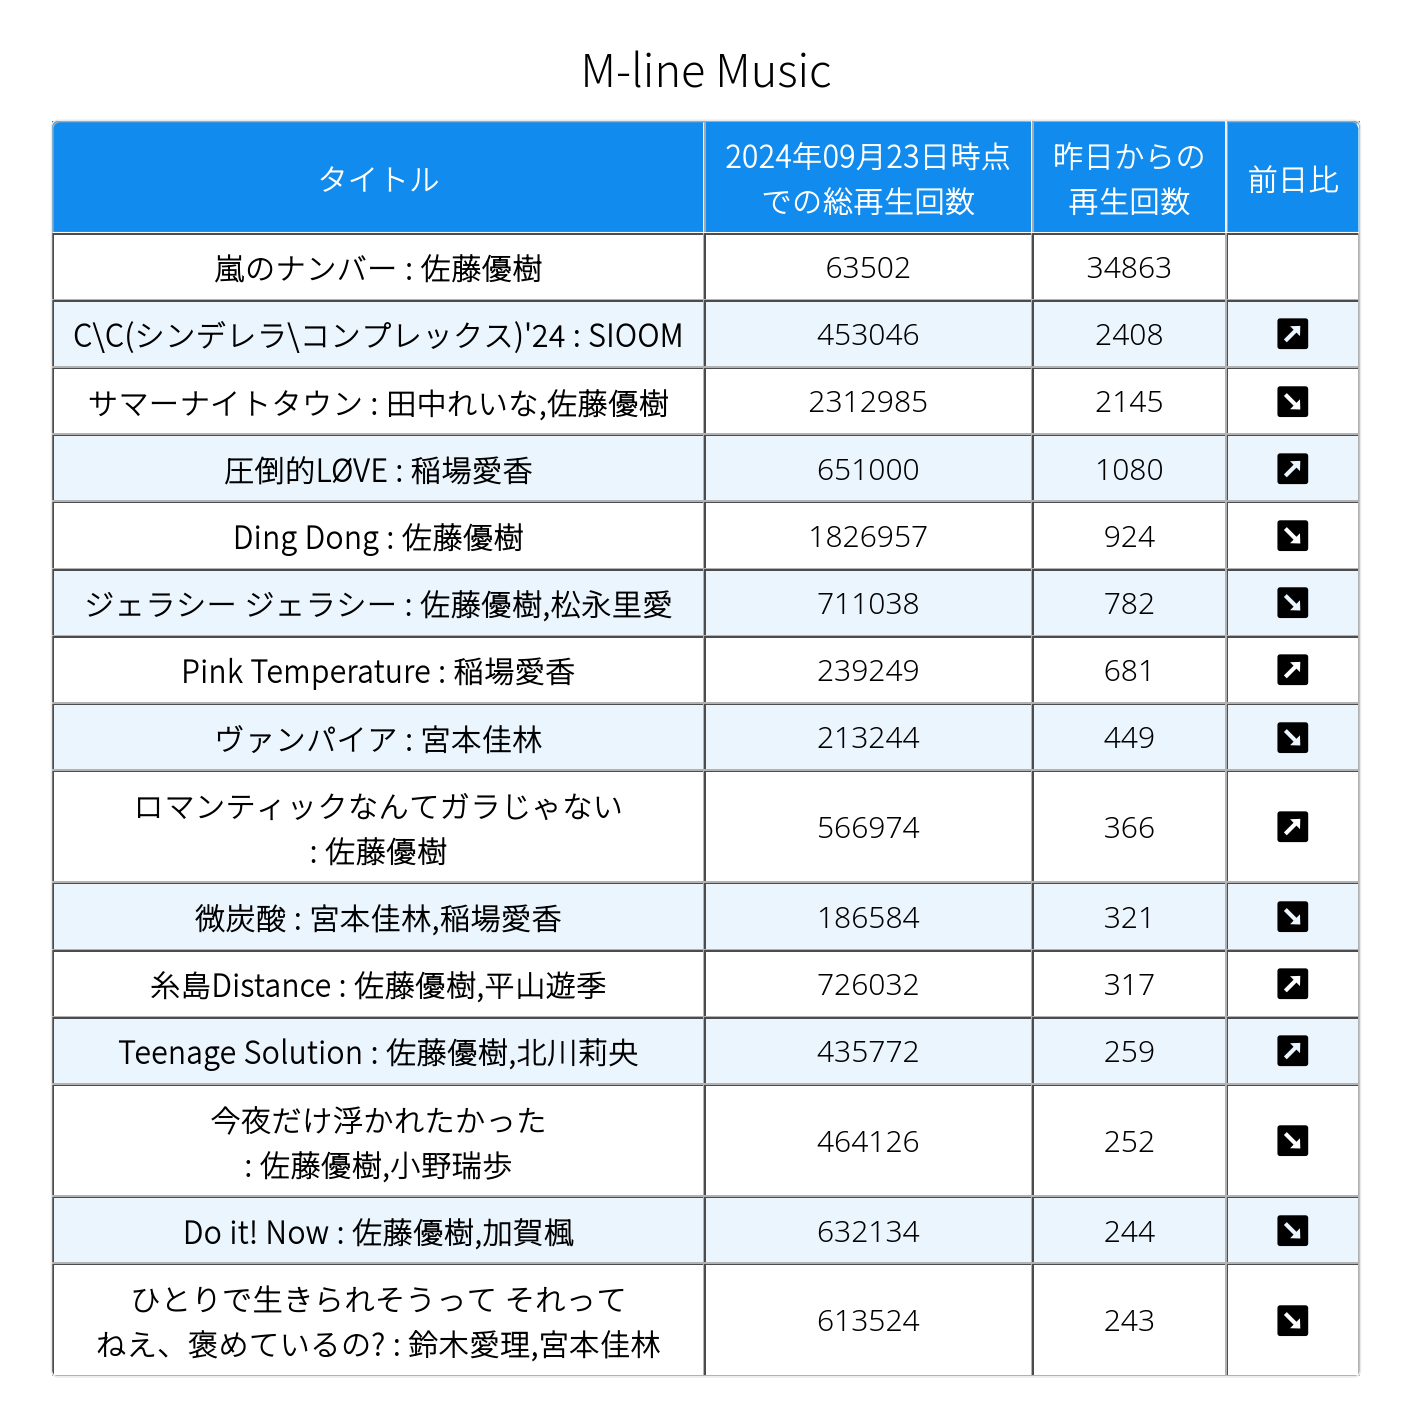 M-line Music
タイトル
2024年09月23日時点
での総再生回数
昨日からの
再生回数
前日比
嵐のナンバー : 佐藤優樹 63502 34863
C\C(シンデレラ\コンプレックス)'24 : SIOOM 453046 2408
サマーナイトタウン : 田中れいな,佐藤優樹 2312985 2145
圧倒的LØVE : 稲場愛香 651000 1080
Ding Dong : 佐藤優樹 1826957 924
ジェラシー ジェラシー : 佐藤優樹,松永里愛 711038 782
Pink Temperature : 稲場愛香 239249 681
ヴァンパイア : 宮本佳林 213244 449
ロマンティックなんてガラじゃない
: 佐藤優樹 566974 366
微炭酸 : 宮本佳林,稲場愛香 186584 321
糸島Distance : 佐藤優樹,平山遊季 726032 317
Teenage Solution : 佐藤優樹,北川莉央 435772 259
今夜だけ浮かれたかった
: 佐藤優樹,小野瑞歩 464126 252
Do it! Now : 佐藤優樹,加賀楓 632134 244
ひとりで生きられそうって それって
ねえ、褒めているの? : 鈴木愛理,宮本佳林 613524 243